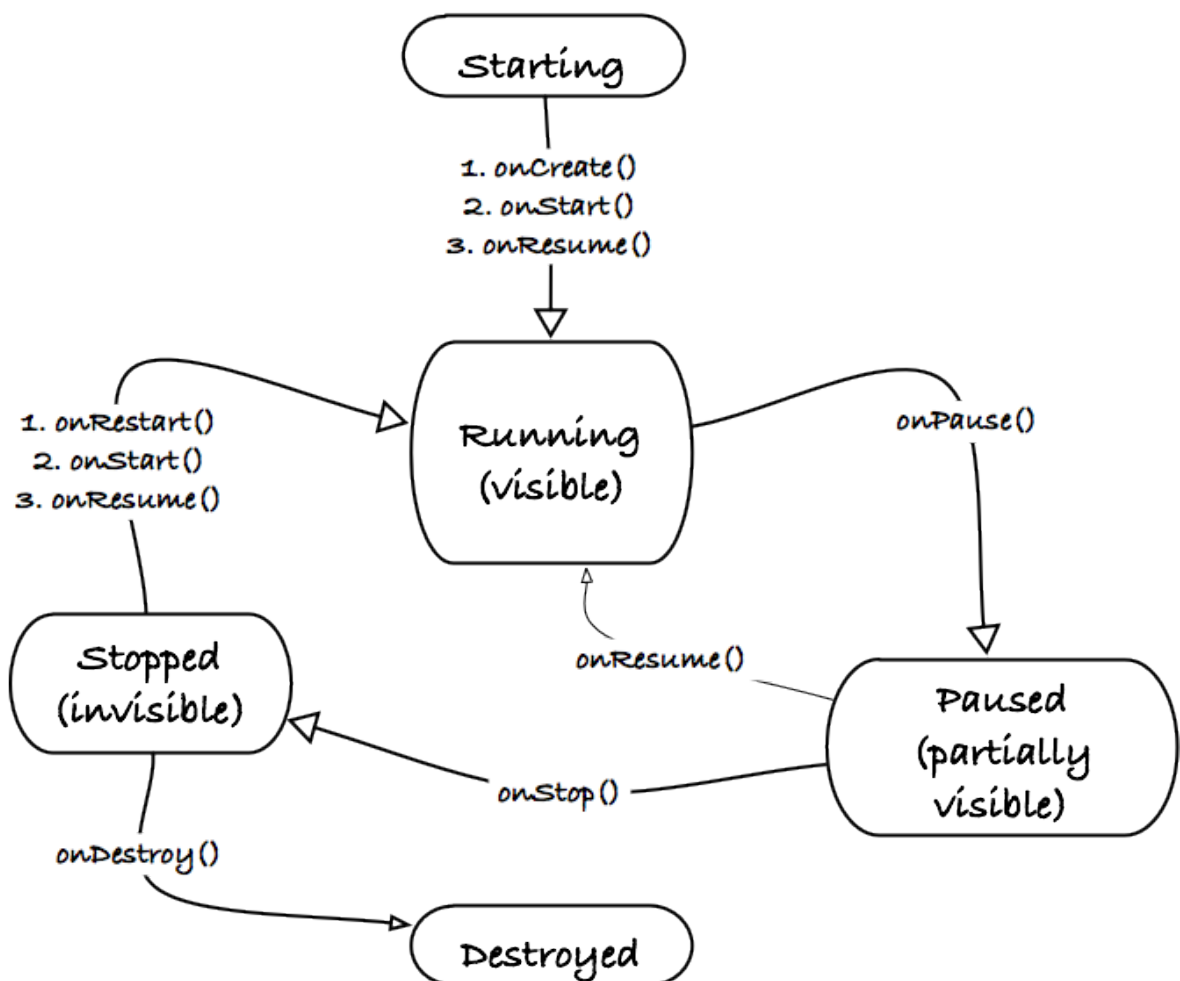 Starting
1. onCreate()
2. onStart()
3. onResume()
1. onRestart()
2. onStart()
3. onResume()
Running
(visible)
onPause()
onResume()
Stopped
(invisible)
Paused
(partially
visible)
onStop()
onDestroy()
Destroyed